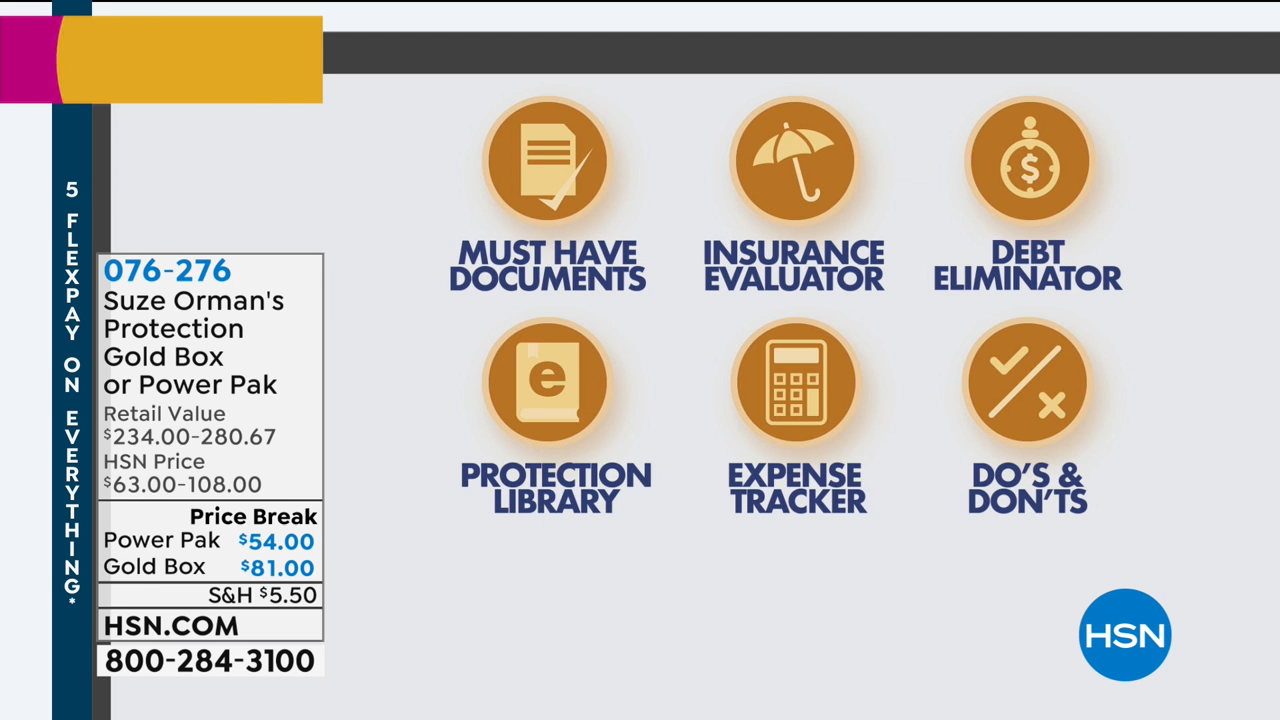 5 FLEXPAY ON EVERYTHING*
076-276
Suze Orman's
Protection
Gold Box
or Power Pak
Retail Value
$234.00-280.67
HSN Price
$63.00-108.00
Price Break
Power Pak $54.00
Gold Box $81.00
S&H $5.50
HSN.COM
800-284-3100
MUST HAVE
DOCUMENTS
INSURANCE
EVALUATOR
$
DEBT
ELIMINATOR
e
PROTECTION
LIBRARY
EXPENSE
TRACKER
DO'S &
DON'TS
HSN